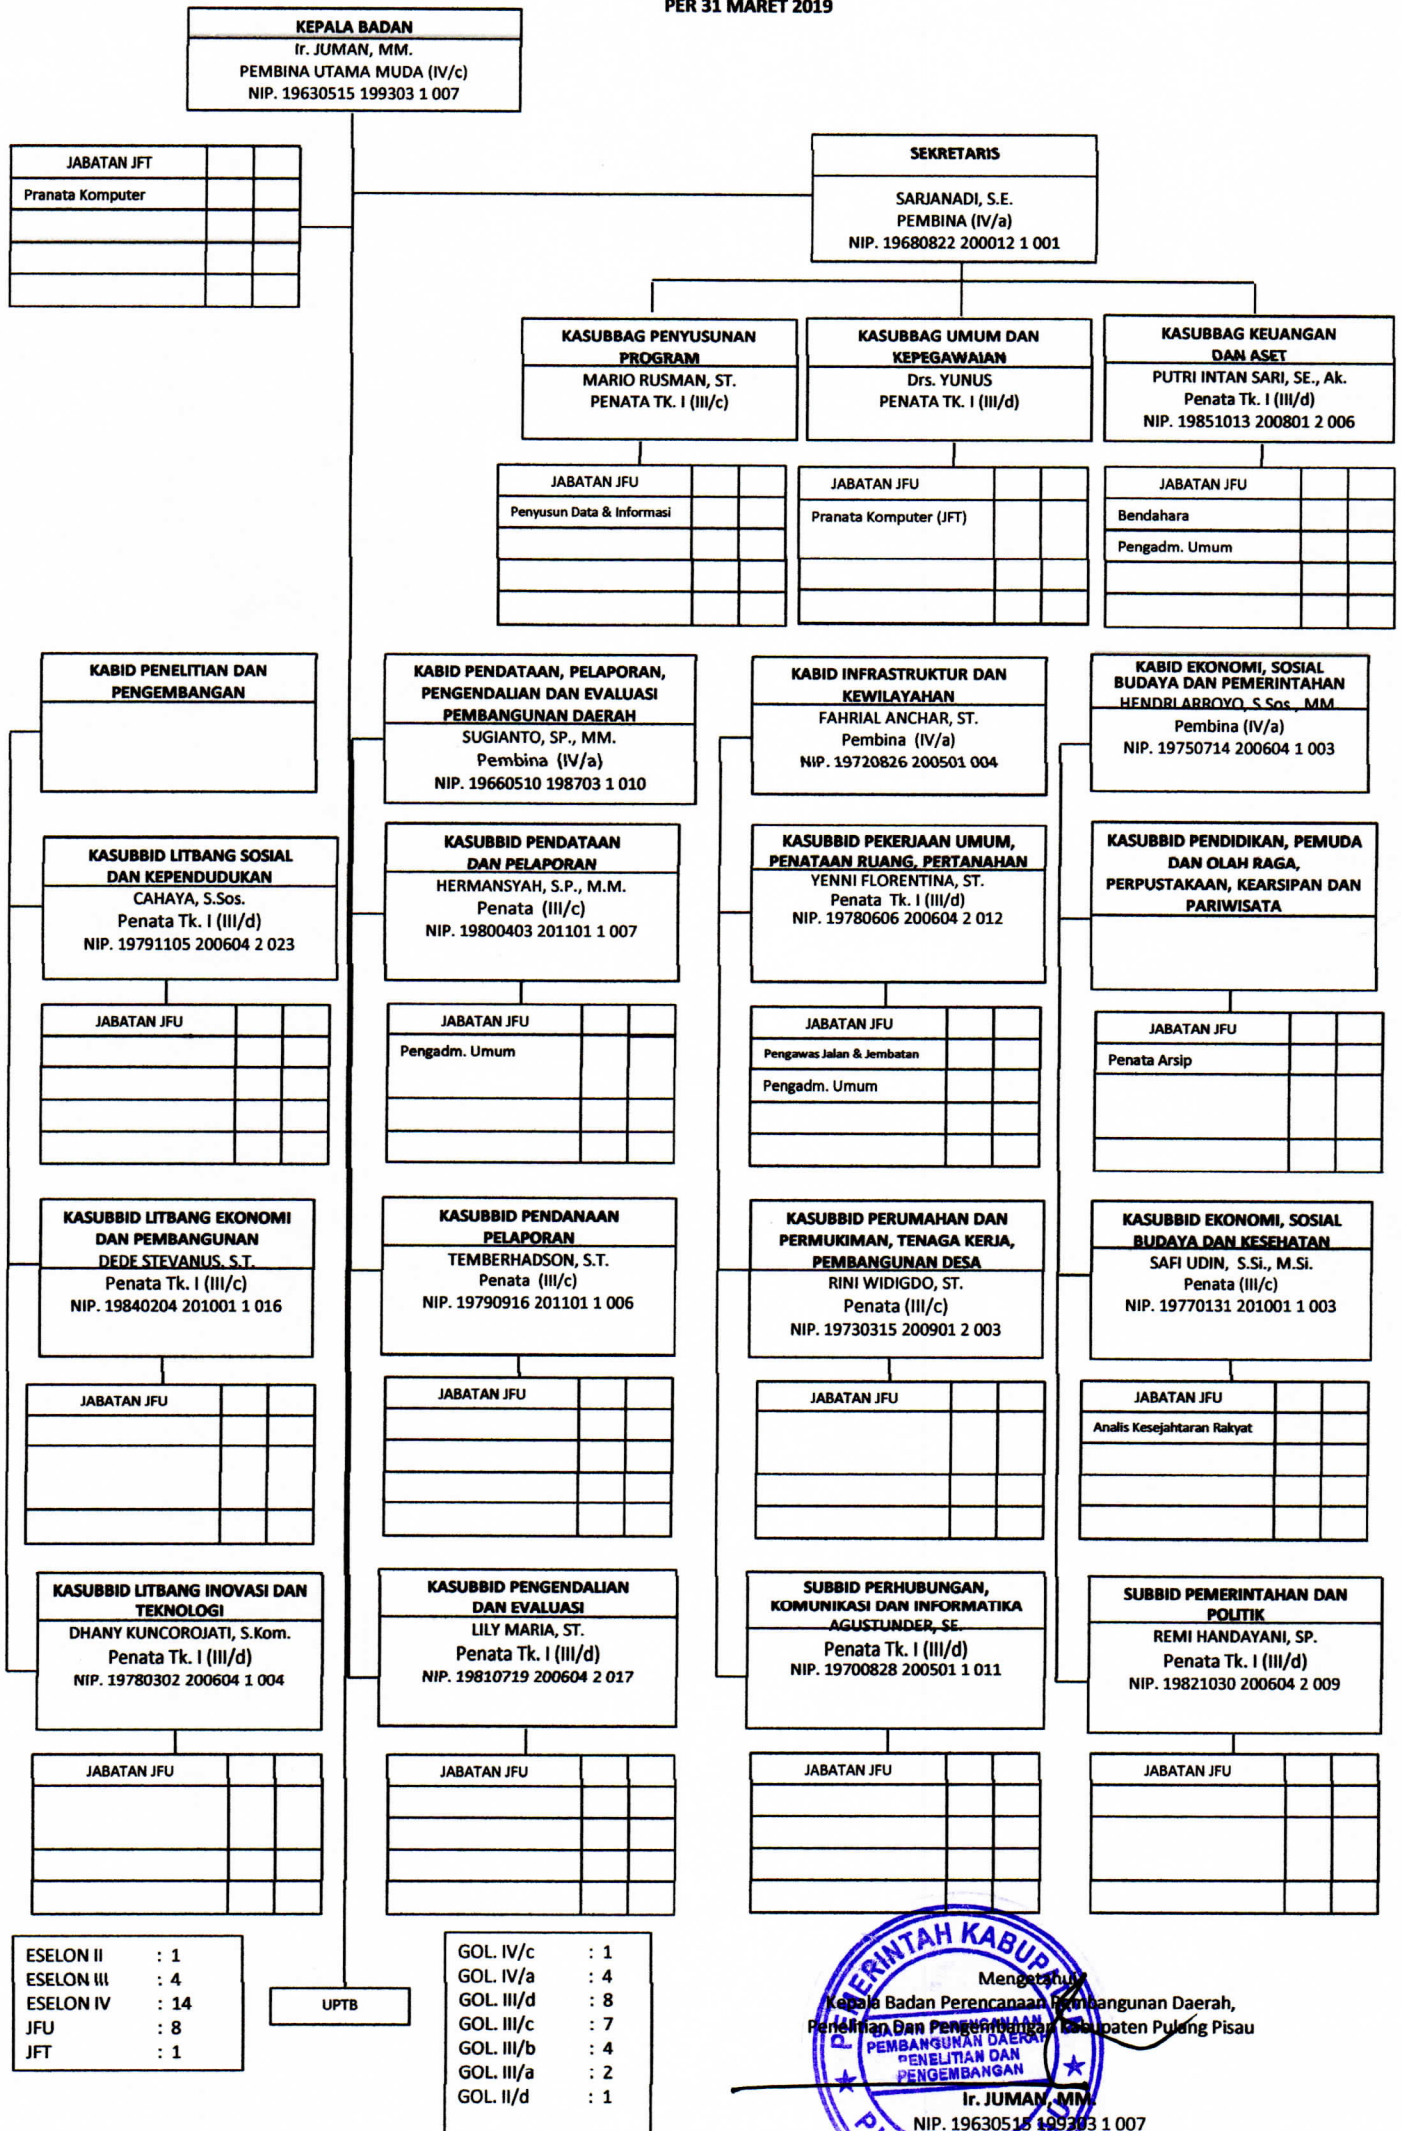 PER 31 MARET 2019
KEPALA BADAN
Ir. JUMAN, MM.
PEMBINA UTAMA MUDA (IV/c)
NIP. 19630515 199303 1 007
JABATAN JFT
Pranata Komputer
SEKRETARIS
SARJANADI, S.E.
PEMBINA (IV/a)
NIP. 19680822 200012 1 001
KASUBBAG PENYUSUNAN
PROGRAM
MARIO RUSMAN, ST.
PENATA TK. I (III/c)
KASUBBAG UMUM DAN
KEPEGAWAIAN
Drs. YUNUS
PENATA TK. I (III/d)
KASUBBAG KEUANGAN
DAN ASET
PUTRI INTAN SARI, SE., Ak.
Penata Tk. I (III/d)
NIP. 19851013 200801 2 006
JABATAN JFU
Penyusun Data & Informasi
JABATAN JFU
Pranata Komputer (JFT)
JABATAN JFU
Bendahara
Pengadm. Umum
KABID PENELITIAN DAN
PENGEMBANGAN
KABID PENDATAAN, PELAPORAN,
PENGENDALIAN DAN EVALUASI
PEMBANGUNAN DAERAH
SUGIANTO, SP., MM.
Pembina (IV/a)
NIP. 19660510 198703 1 010
KABID INFRASTRUKTUR DAN
KEWILAYAHAN
FAHRIAL ANCHAR, ST.
Pembina (IV/a)
NIP. 19720826 200501 004
KABID EKONOMI, SOSIAL
BUDAYA DAN PEMERINTAHAN
HENDRI ARROYO, S.Sos., MM
Pembina (IV/a)
NIP. 19750714 200604 1 003
KASUBBID LITBANG SOSIAL
DAN KEPENDUDUKAN
CAHAYA, S.Sos.
Penata Tk. I (III/d)
NIP. 19791105 200604 2 023
KASUBBID PENDATAAN
DAN PELAPORAN
HERMANSYAH, S.P., M.M.
Penata (III/c)
NIP. 19800403 201101 1 007
KASUBBID PEKERJAAN UMUM,
PENATAAN RUANG, PERTANAHAN
YENNI FLORENTINA, ST.
Penata Tk. I (III/d)
NIP. 19780606 200604 2 012
KASUBBID PENDIDIKAN, PEMUDA
DAN OLAH RAGA,
PERPUSTAKAAN, KEARSIPAN DAN
PARIWISATA
JABATAN JFU
JABATAN JFU
Pengadm. Umum
JABATAN JFU
Pengawas Jalan & Jembatan
Pengadm. Umum
JABATAN JFU
Penata Arsip
KASUBBID LITBANG EKONOMI
DAN PEMBANGUNAN
DEDE STEVANUS, S.T.
Penata Tk. I (III/c)
NIP. 19840204 201001 1 016
KASUBBID PENDANAAN
PELAPORAN
TEMBERHADSON, S.T.
Penata (III/c)
NIP. 19790916 201101 1 006
KASUBBID PERUMAHAN DAN
PERMUKIMAN, TENAGA KERJA,
PEMBANGUNAN DESA
RINI WIDIGDO, ST.
Penata (III/c)
NIP. 19730315 200901 2 003
KASUBBID EKONOMI, SOSIAL
BUDAYA DAN KESEHATAN
SAFI UDIN, S.Si., M.Si.
Penata (III/c)
NIP. 19770131 201001 1 003
JABATAN JFU
JABATAN JFU
JABATAN JFU
JABATAN JFU
Analis Kesejahtaran Rakyat
KASUBBID LITBANG INOVASI DAN
TEKNOLOGI
DHANY KUNCOROJATI, S.Kom.
Penata Tk. I (III/d)
NIP. 19780302 200604 1 004
KASUBBID PENGENDALIAN
DAN EVALUASI
LILY MARIA, ST.
Penata Tk. I (III/d)
NIP. 19810719 200604 2 017
SUBBID PERHUBUNGAN,
KOMUNIKASI DAN INFORMATIKA
AGUSTUNDER, SE.
Penata Tk. I (III/d)
NIP. 19700828 200501 1 011
SUBBID PEMERINTAHAN DAN
POLITIK
REMI HANDAYANI, SP.
Penata Tk. I (III/d)
NIP. 19821030 200604 2 009
JABATAN JFU
JABATAN JFU
JABATAN JFU
JABATAN JFU
ESELON II : 1
ESELON III : 4
ESELON IV : 14
JFU : 8
JFT : 1
UPTB
GOL. IV/c : 1
GOL. IV/a : 4
GOL. III/d : 8
GOL. III/c : 7
GOL. III/b : 4
GOL. III/a : 2
GOL. II/d : 1
Mengetahui
Kepala Badan Perencanaan Pembangunan Daerah,
Penelitian Dan Pengembangan Kabupaten Pulang Pisau
Ir. JUMAN, MM.
NIP. 19630515 199303 1 007
PEMERINTAH KABUPATEN
BADAN PERENCANAAN
PEMBANGUNAN DAERAH
PENELITIAN DAN
PENGEMBANGAN